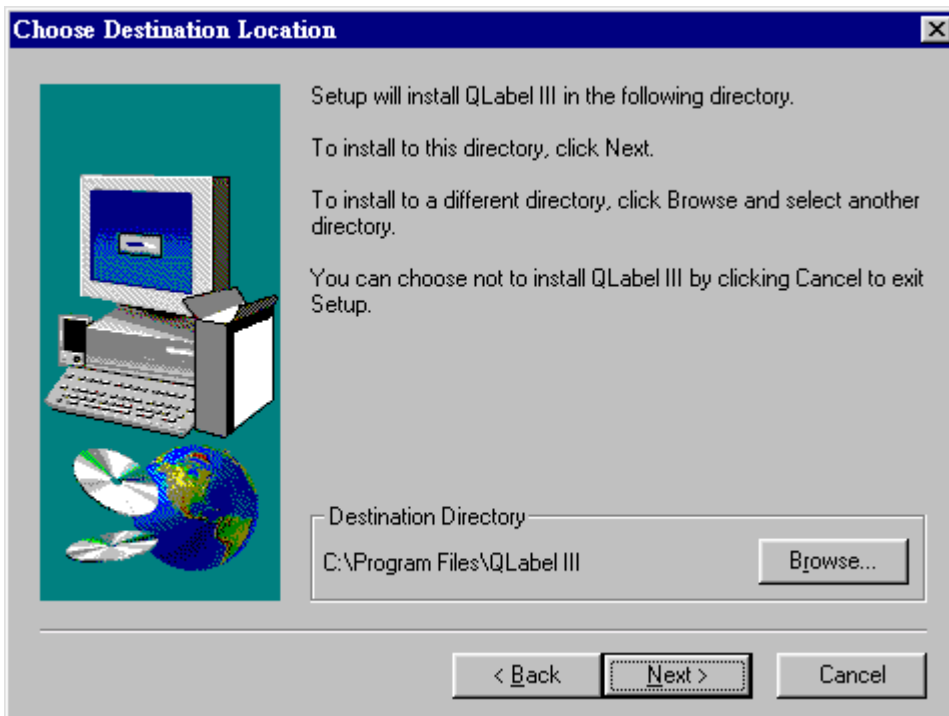 Choose Destination Location
Setup will install QLabel III in the following directory.
To install to this directory, click Next.
To install to a different directory, click Browse and select another
directory.
You can choose not to install QLabel III by clicking Cancel to exit
Setup.
Destination Directory
C:\Program Files\QLabel III
Browse...
< Back
Next >
Cancel